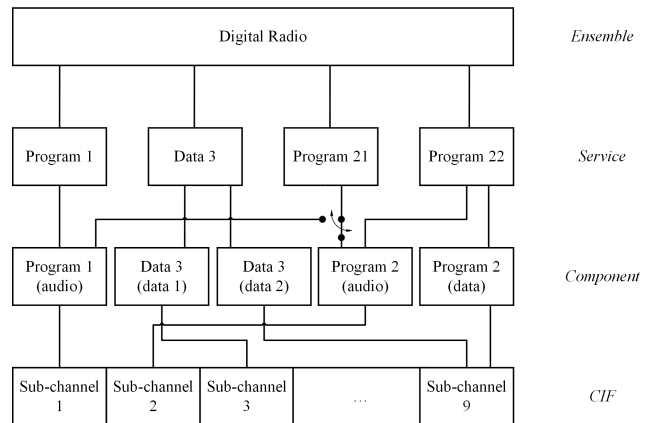 Digital Radio
Ensemble
Program 1
Data 3
Program 21
Program 22
Service
Program 1
(audio)
Data 3
(data 1)
Data 3
(data 2)
Program 2
(audio)
Program 2
(data)
Component
Sub-channel
1
Sub-channel
2
Sub-channel
3
...
Sub-channel
9
CIF